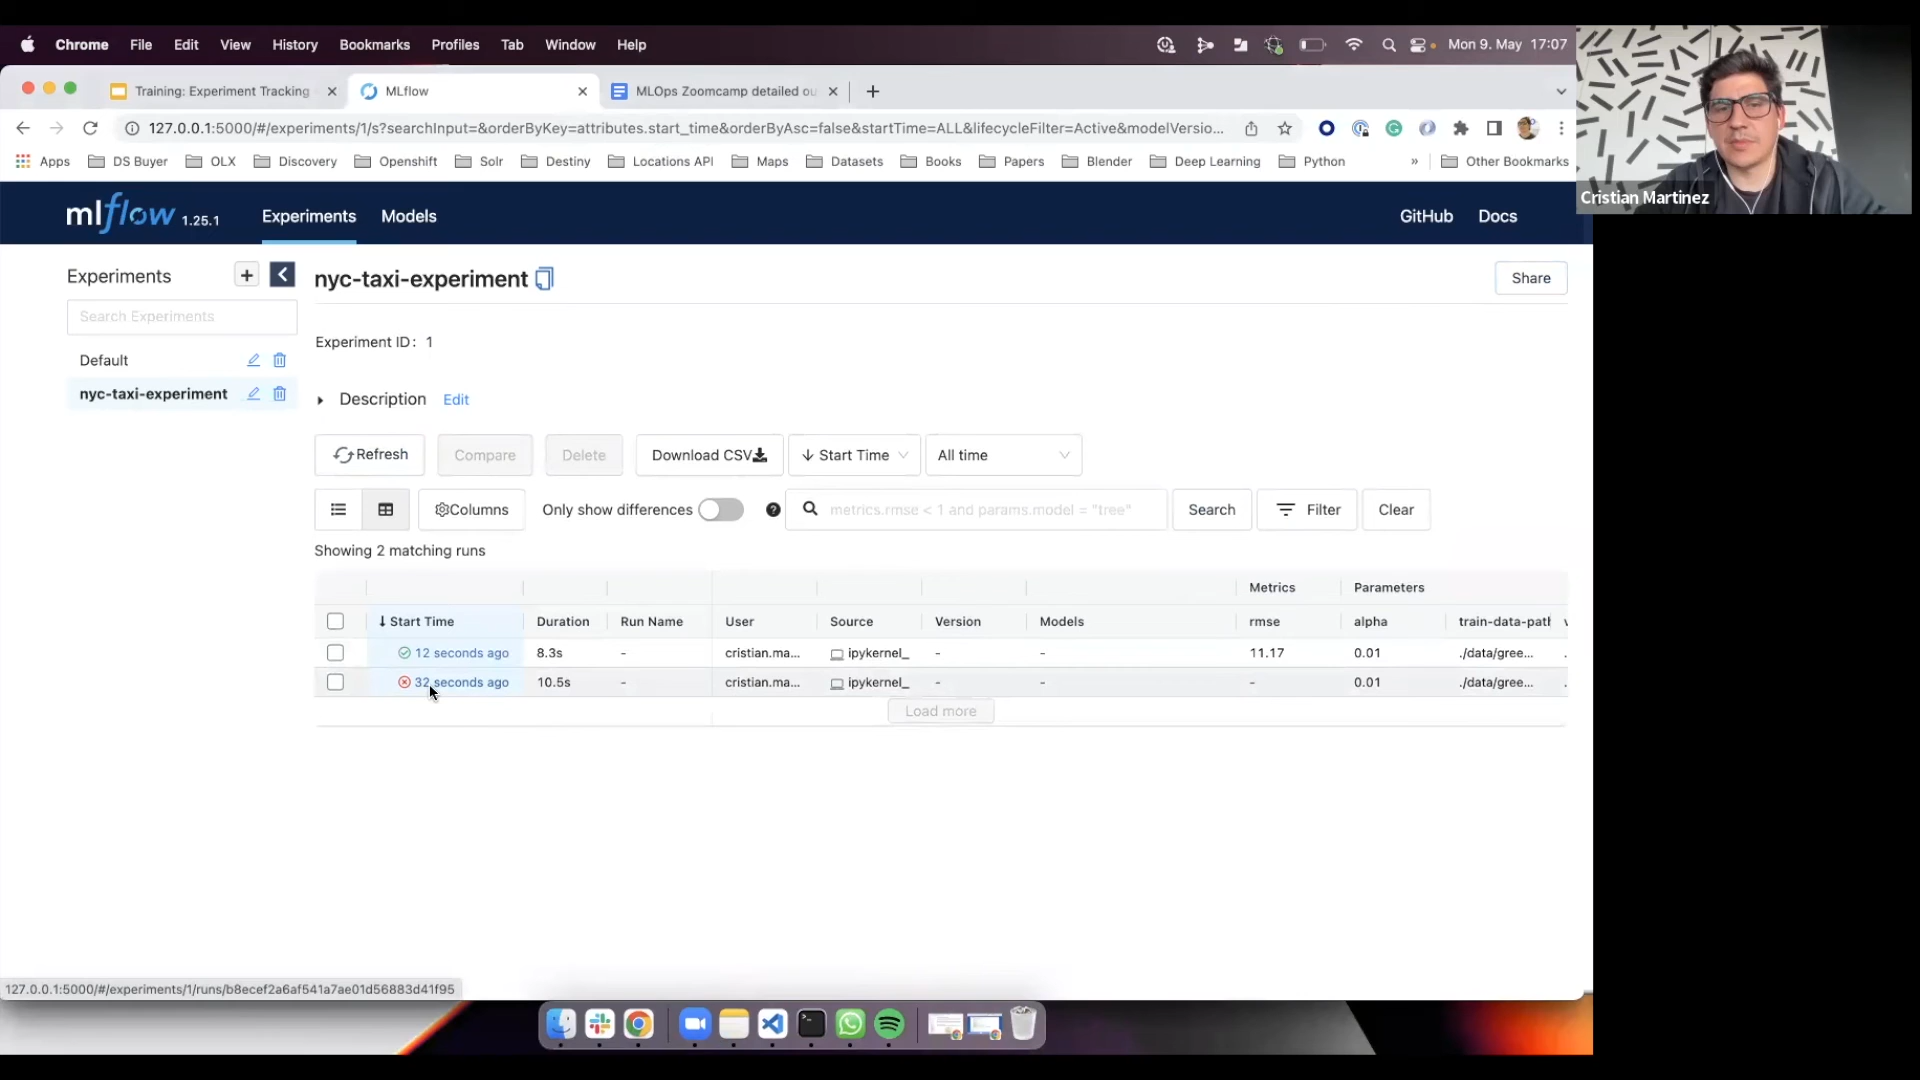 Chrome File Edit View History Bookmarks Profiles Tab Window Help Mon 9. May 17:07
Training: Experiment Tracking MLflow MLOps Zoomcamp detailed ou
127.0.0.1:5000/#/experiments/1/s?searchInput=&orderByKey=attributes.start_time&orderByAsc=false&startTime=ALL&lifecycleFilter=Active&modelVersio...
Apps DS Buyer OLX Discovery Openshift Solr Destiny Locations API Maps Datasets Books Papers Blender Deep Learning Python » Other Bookmarks
Cristian Martinez
mlflow 1.25.1 Experiments Models GitHub Docs
Experiments
nyc-taxi-experiment Share
Search Experiments
Experiment ID: 1
Default
nyc-taxi-experiment
Description Edit
Refresh Compare Delete Download CSV Start Time All time
Columns Only show differences metrics.rmse < 1 and params.model = "tree" Search Filter Clear
Showing 2 matching runs
Metrics Parameters
Start Time Duration Run Name User Source Version Models rmse alpha train-data-path
12 seconds ago 8.3s - cristian.ma... ipykernel_ - - 11.17 0.01 ./data/gree...
32 seconds ago 10.5s - cristian.ma... ipykernel_ - - - 0.01 ./data/gree...
Load more
127.0.0.1:5000/#/experiments/1/runs/b8ecef2a6af541a7ae01d56883d41f95